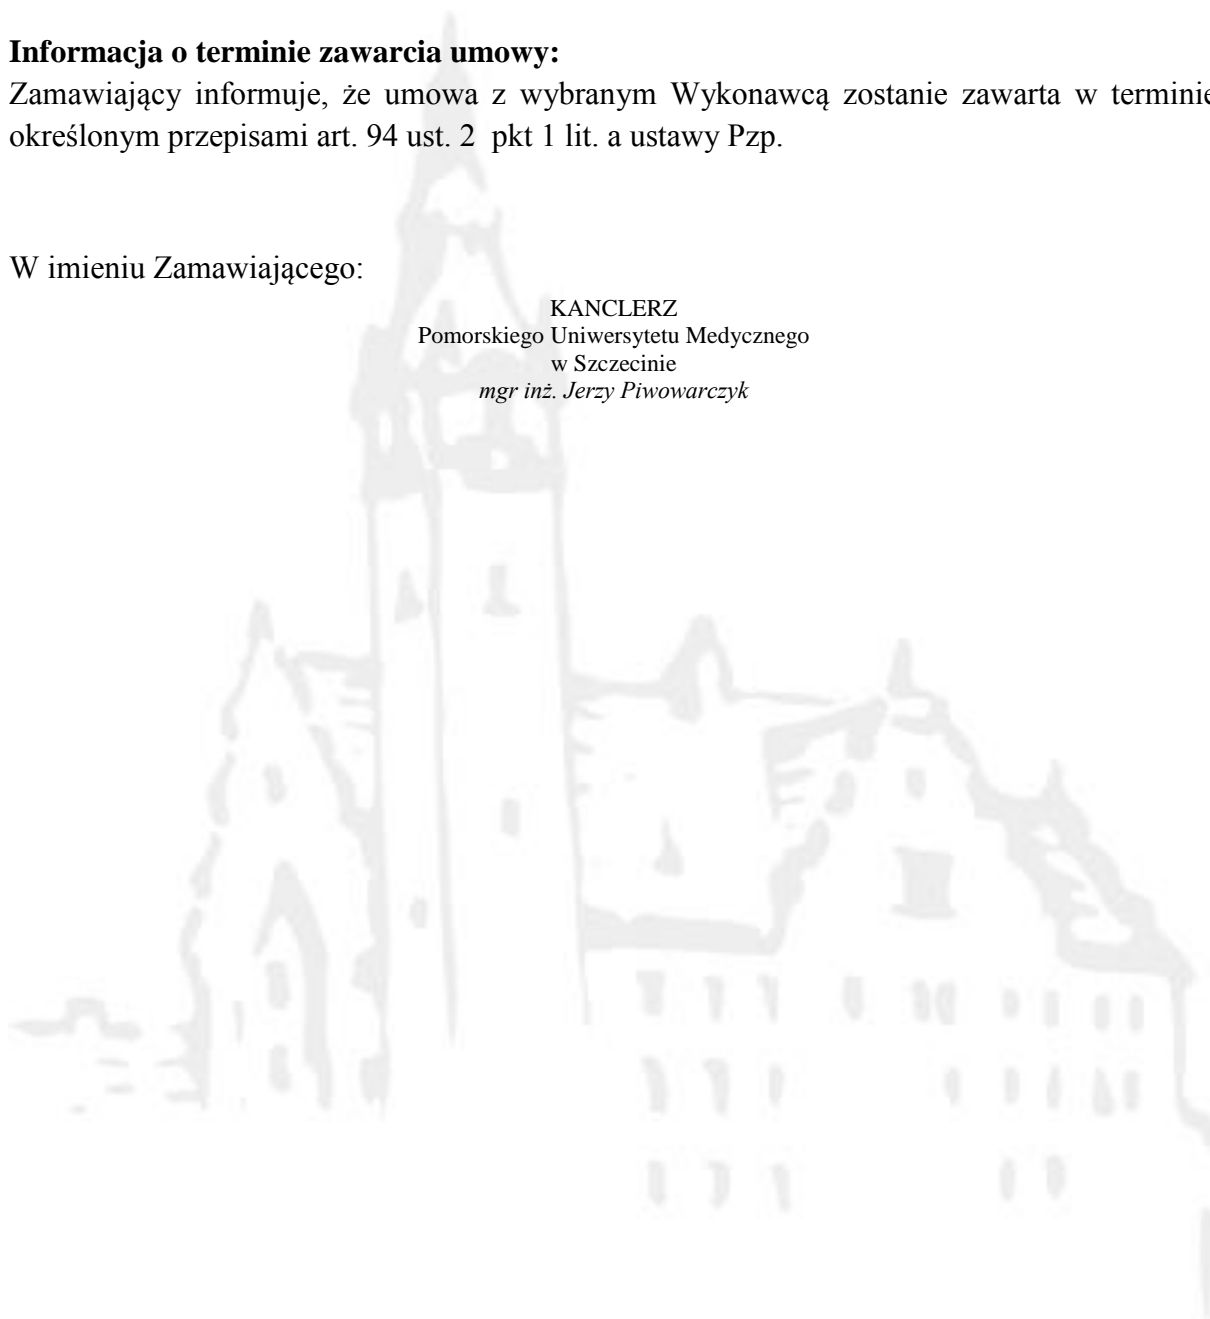 Informacja o terminie zawarcia umowy:
Zamawiający informuje, że umowa z wybranym Wykonawcą zostanie zawarta w terminie
określonym przepisami art. 94 ust. 2 pkt 1 lit. a ustawy Pzp.
W imieniu Zamawiającego:
KANCLERZ
Pomorskiego Uniwersytetu Medycznego
w Szczecinie
mgr inż. Jerzy Piwowarczyk